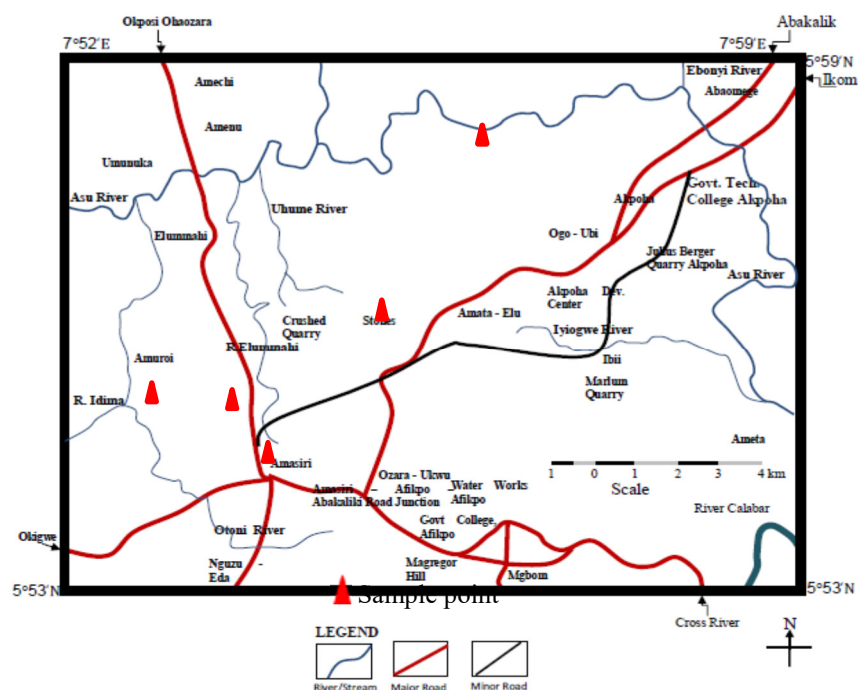 Okposi Ohaozara
Abakalik
7°52′E
7°59′E
5°59′N
Ikom
Ebonyi River
Abaomege
Amechi
Amenu
Umunuka
Asu River
Uhume River
Elummahi
Govt. Tech.
College Akpoha
Akpoha
Ogo - Ubi
Julius Berger
Quarry Akpoha
Asu River
Akpoha Dev.
Center
Crushed Stones
Quarry
Amata - Elu
Iyiogwe River
R.Elummahi
Amuroi
Ibii
Marlum
Quarry
R. Idima
Ameta
Amasiri
Ozara - Ukwu
Amasiri – Afikpo
Abakaliki Road Junction
Water Works
Afikpo
1 0 1 2 3 4 km
Scale
River Calabar
Govt College,
Afikpo
Otoni River
Okigwe
Nguzu -
Eda
Magregor
Hill
Mgbom
5°53′N
5°53′N
Sample point
Cross River
N
LEGEND
River/Stream
Major Road
Minor Road